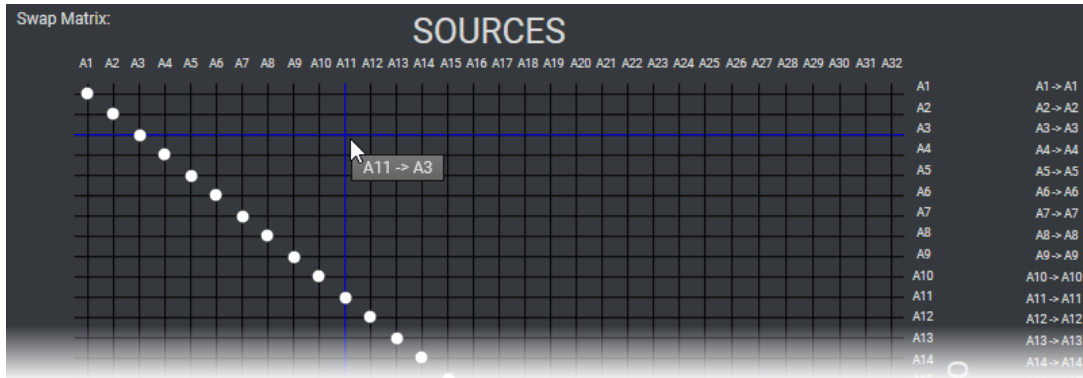 Swap Matrix:
SOURCES
A1 A2 A3 A4 A5 A6 A7 A8 A9 A10 A11 A12 A13 A14 A15 A16 A17 A18 A19 A20 A21 A22 A23 A24 A25 A26 A27 A28 A29 A30 A31 A32
A1 A1 -> A1
A2 A2 -> A2
A3 A3 -> A3
A11 -> A3
A4 A4 -> A4
A5 A5 -> A5
A6 A6 -> A6
A7 A7 -> A7
A8 A8 -> A8
A9 A9 -> A9
A10 A10 -> A10
A11 A11 -> A11
A12 A12 -> A12
A13 A13 -> A13
A14 A14 -> A14